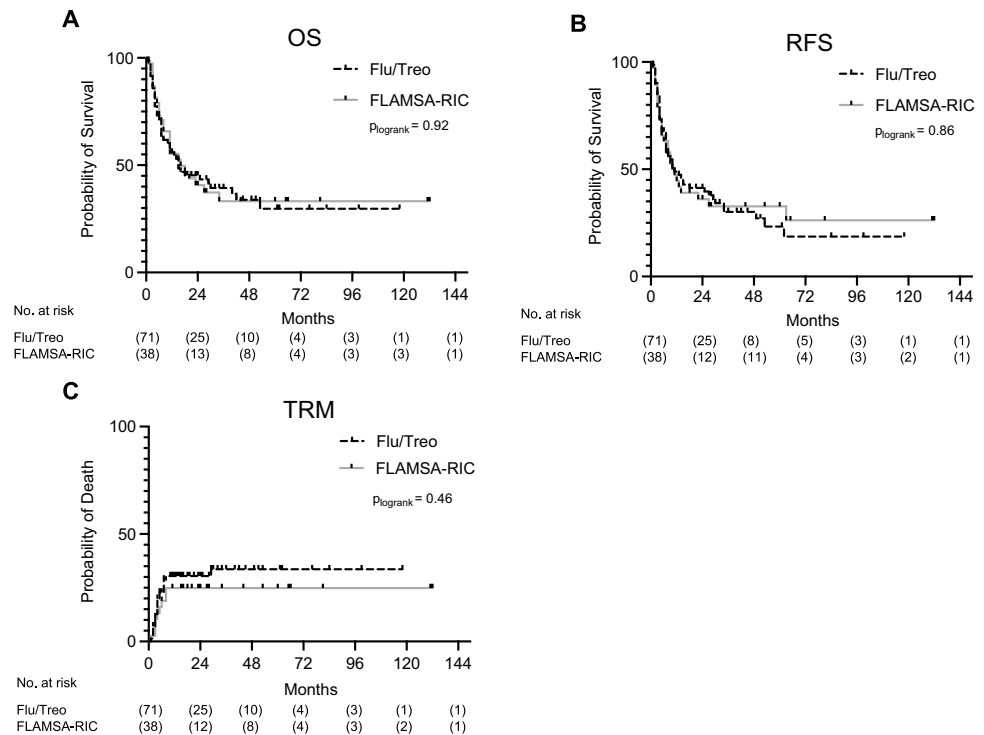 A
OS
100
50
0
Probability of Survival
Flu/Treo
FLAMSA-RIC
plogrank = 0.92
0 24 48 72 96 120 144
Months
No. at risk
Flu/Treo (71) (25) (10) (4) (3) (1) (1)
FLAMSA-RIC (38) (13) (8) (4) (3) (3) (1)
B
RFS
100
50
0
Probability of Survival
Flu/Treo
FLAMSA-RIC
plogrank = 0.86
0 24 48 72 96 120 144
Months
No. at risk
Flu/Treo (71) (25) (8) (5) (3) (1) (1)
FLAMSA-RIC (38) (12) (11) (4) (3) (2) (1)
C
TRM
100
50
0
Probability of Death
Flu/Treo
FLAMSA-RIC
plogrank = 0.46
0 24 48 72 96 120 144
Months
No. at risk
Flu/Treo (71) (25) (10) (4) (3) (1) (1)
FLAMSA-RIC (38) (12) (8) (4) (3) (2) (1)